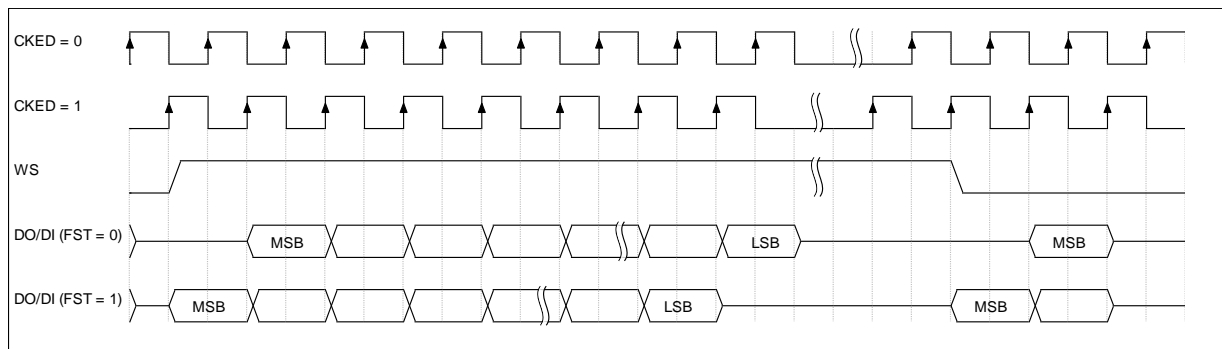 CKED = 0
CKED = 1
WS
DO/DI (FST = 0) MSB LSB MSB
DO/DI (FST = 1) MSB LSB MSB